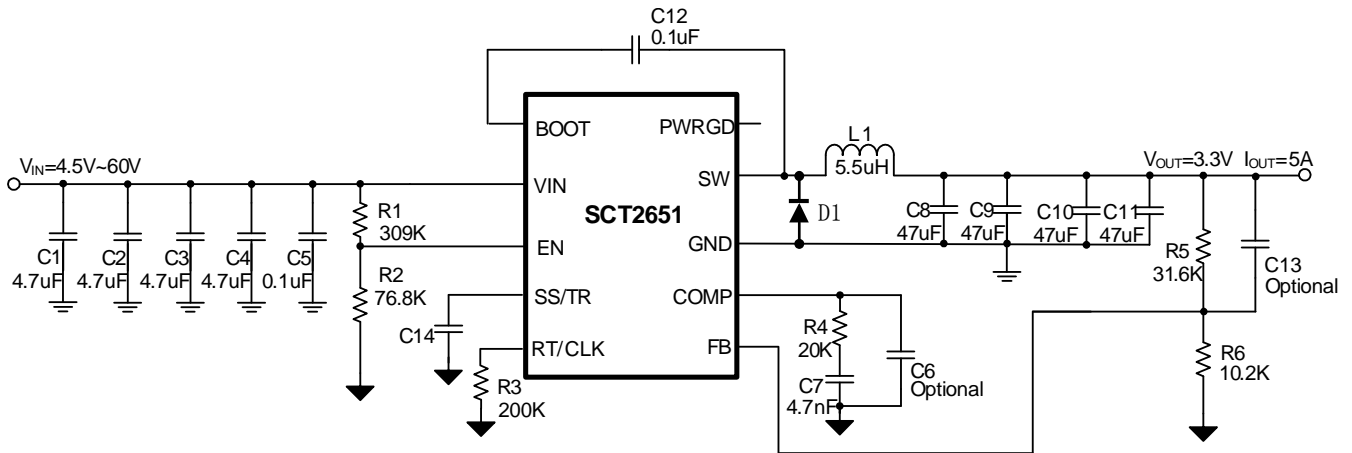 C12
0.1uF
BOOT
PWRGD
L1
5.5uH
VIN=4.5V~60V
VOUT=3.3V
IOUT=5A
VIN
SW
SCT2651
R1
309K
D1
C8
47uF
C9
47uF
C10
47uF
C11
47uF
EN
GND
C1
4.7uF
C2
4.7uF
C3
4.7uF
C4
4.7uF
C5
0.1uF
R2
76.8K
R5
31.6K
C13
Optional
SS/TR
COMP
C14
R4
20K
RT/CLK
FB
C6
Optional
R3
200K
C7
4.7nF
R6
10.2K